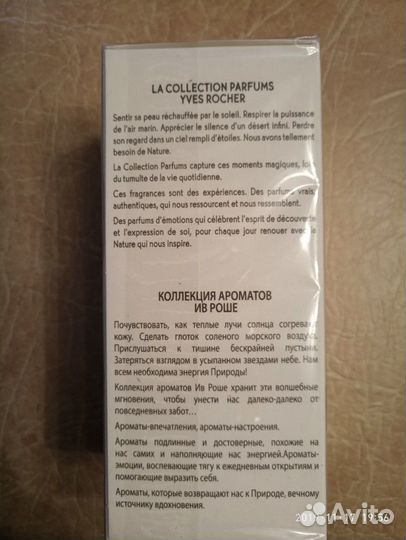 LA COLLECTION PARFUMS
YVES ROCHER
Sentir sa peau réchauffée par le soleil. Respirer la puissance
de l'air marin. Apprécier le silence d'un désert infini. Perdre
son regard dans un ciel rempli d'étoiles. Nous avons tellement
besoin de Nature.
La Collection Parfums capture ces moments magiques, loin
du tumulte de la vie quotidienne.
Ces fragrances sont des expériences. Des parfums vrais,
authentiques, qui nous ressourcent et nous ressemblent.
Des parfums d'émotions qui célèbrent l'esprit de découverte
et l'expression de soi, pour chaque jour renouer avec la
Nature qui nous inspire.
КОЛЛЕКЦИЯ АРОМАТОВ
ИВ РОШЕ
Почувствовать, как теплые лучи солнца согревают
кожу. Сделать глоток соленого морского воздуха.
Прислушаться к тишине бескрайней пустыни.
Затеряться взглядом в усыпанном звездами небе. Нам
всем необходима энергия Природы!
Коллекция ароматов Ив Роше хранит эти волшебные
мгновения, чтобы унести нас далеко-далеко от
повседневных забот...
Ароматы-впечатления, ароматы-настроения.
Ароматы подлинные и достоверные, похожие на
нас самих и наполняющие нас энергией.Ароматы-
эмоции, воспевающие тягу к ежедневным открытиям и
помогающие выразить себя.
Ароматы, которые возвращают нас к Природе, вечному
источнику вдохновения.
Avito